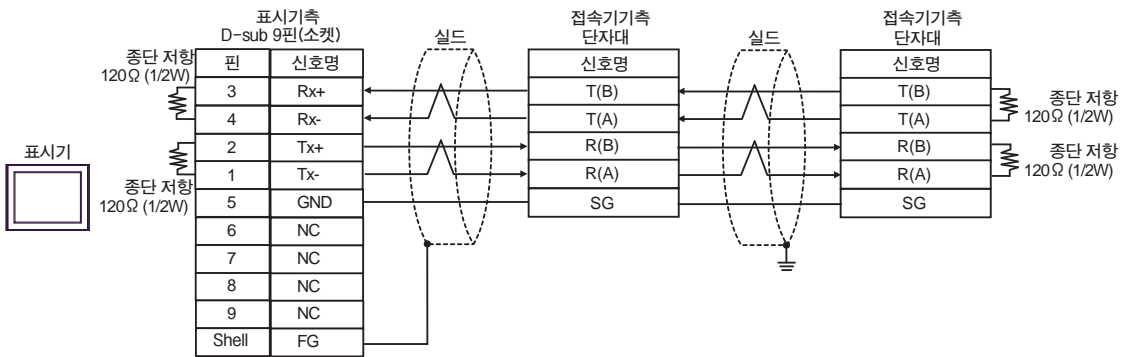 표시기측
D-sub 9핀(소켓)
실드
접속기기측
단자대
실드
접속기기측
단자대
종단 저항
120Ω (1/2W)
핀 신호명
신호명
신호명
3 Rx+
T(B)
T(B)
4 Rx-
T(A)
T(A)
종단 저항
120Ω (1/2W)
2 Tx+
R(B)
R(B)
1 Tx-
R(A)
R(A)
종단 저항
120Ω (1/2W)
표시기
종단 저항
120Ω (1/2W)
5 GND
SG
SG
6 NC
7 NC
8 NC
9 NC
Shell FG